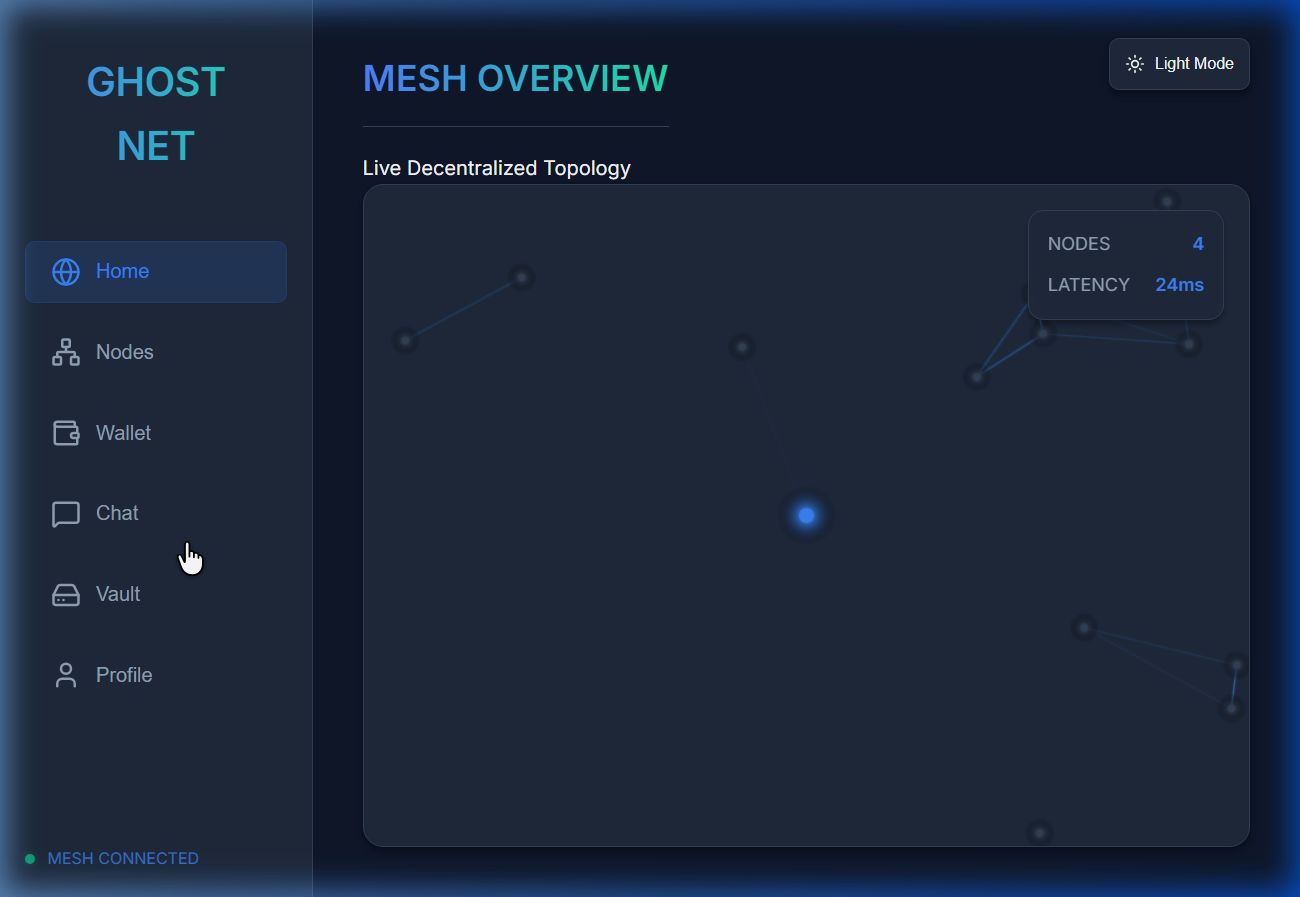 GHOST
NET
Home
Nodes
Wallet
Chat
Vault
Profile
MESH CONNECTED
MESH OVERVIEW
Light Mode
Live Decentralized Topology
NODES 4
LATENCY 24ms